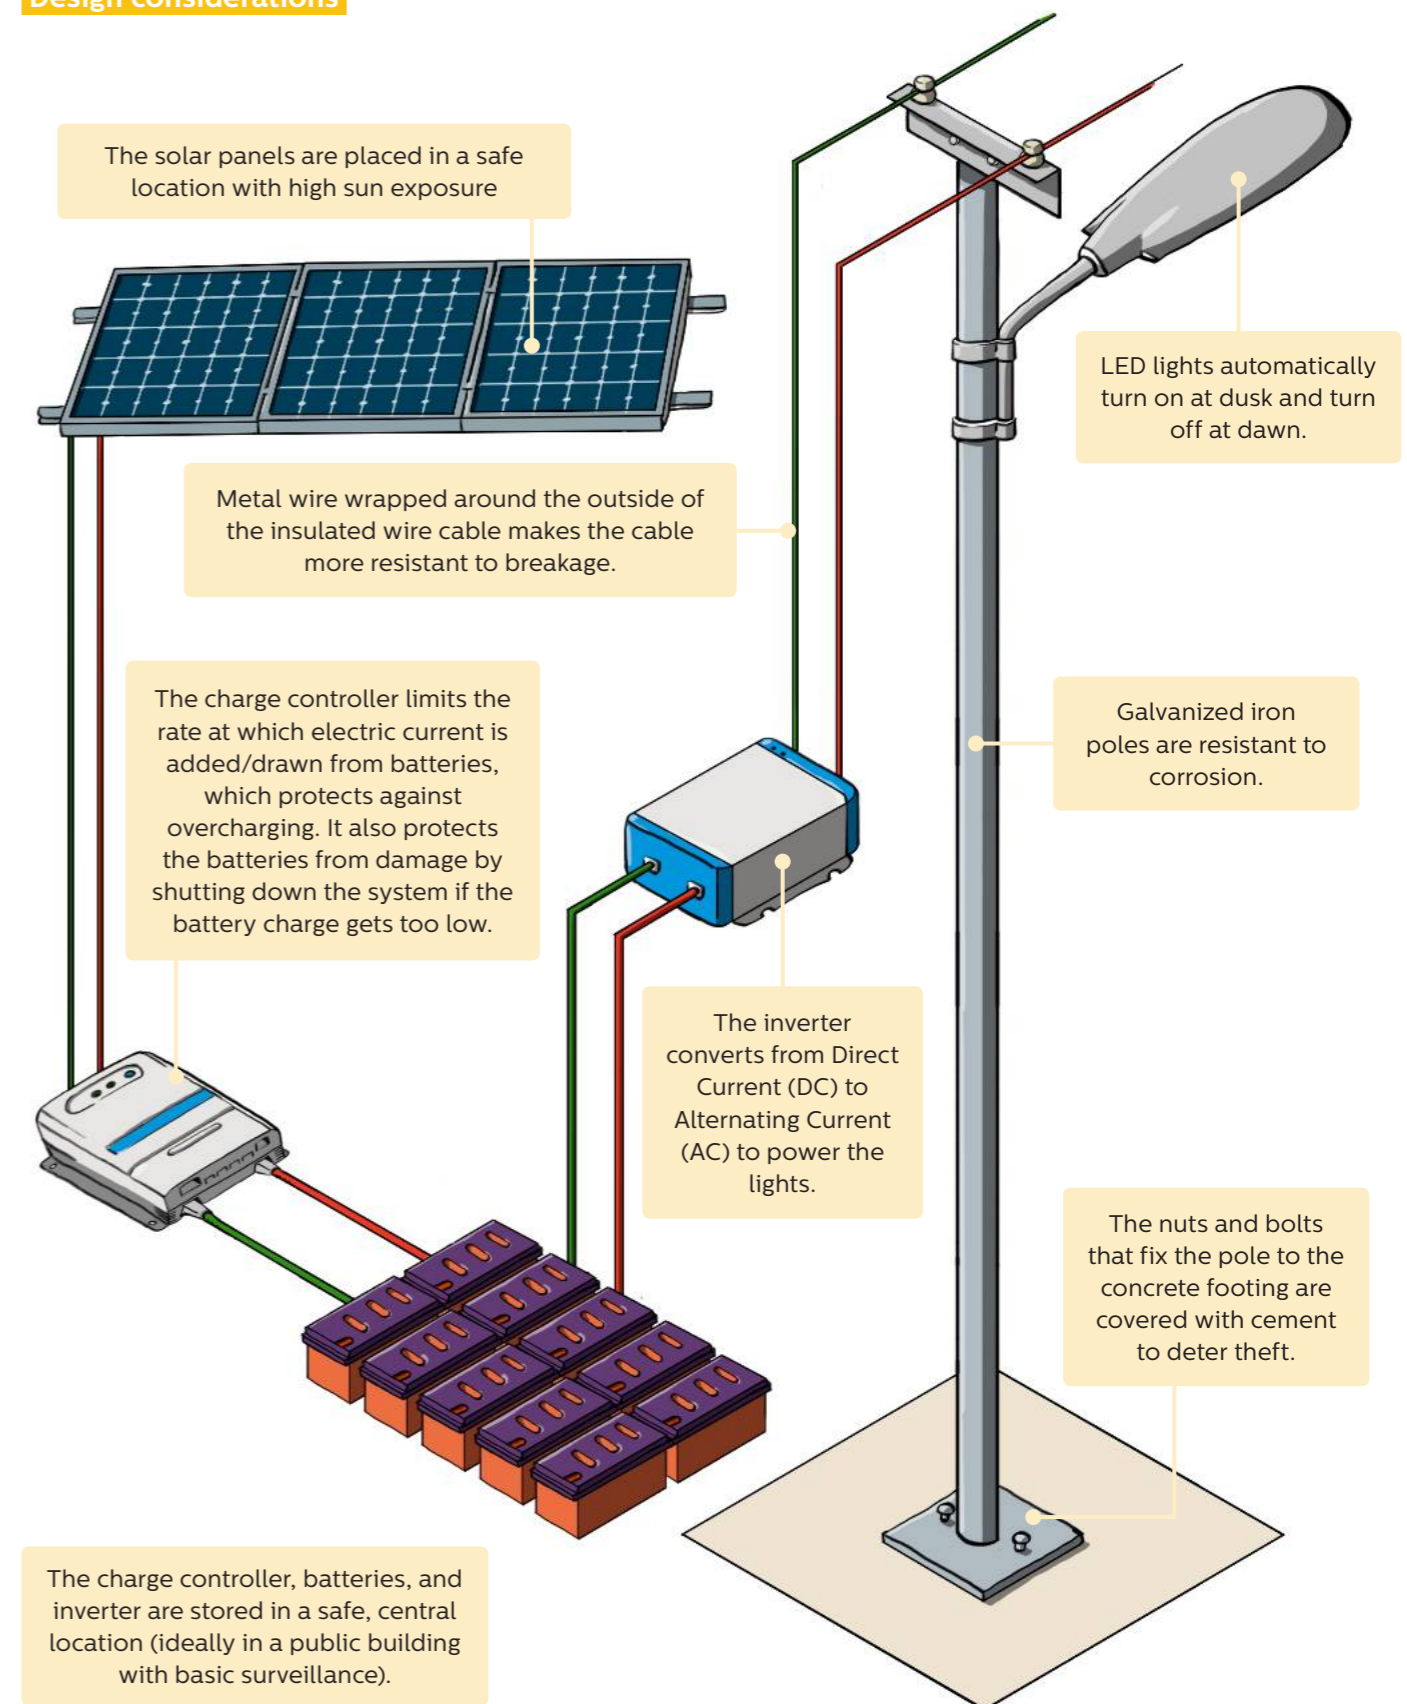 Design considerations
The solar panels are placed in a safe
location with high sun exposure
LED lights automatically
turn on at dusk and turn
off at dawn.
Metal wire wrapped around the outside of
the insulated wire cable makes the cable
more resistant to breakage.
The charge controller limits the
rate at which electric current is
added/drawn from batteries,
which protects against
overcharging. It also protects
the batteries from damage by
shutting down the system if the
battery charge gets too low.
Galvanized iron
poles are resistant to
corrosion.
The inverter
converts from Direct
Current (DC) to
Alternating Current
(AC) to power the
lights.
The nuts and bolts
that fix the pole to the
concrete footing are
covered with cement
to deter theft.
The charge controller, batteries, and
inverter are stored in a safe, central
location (ideally in a public building
with basic surveillance).